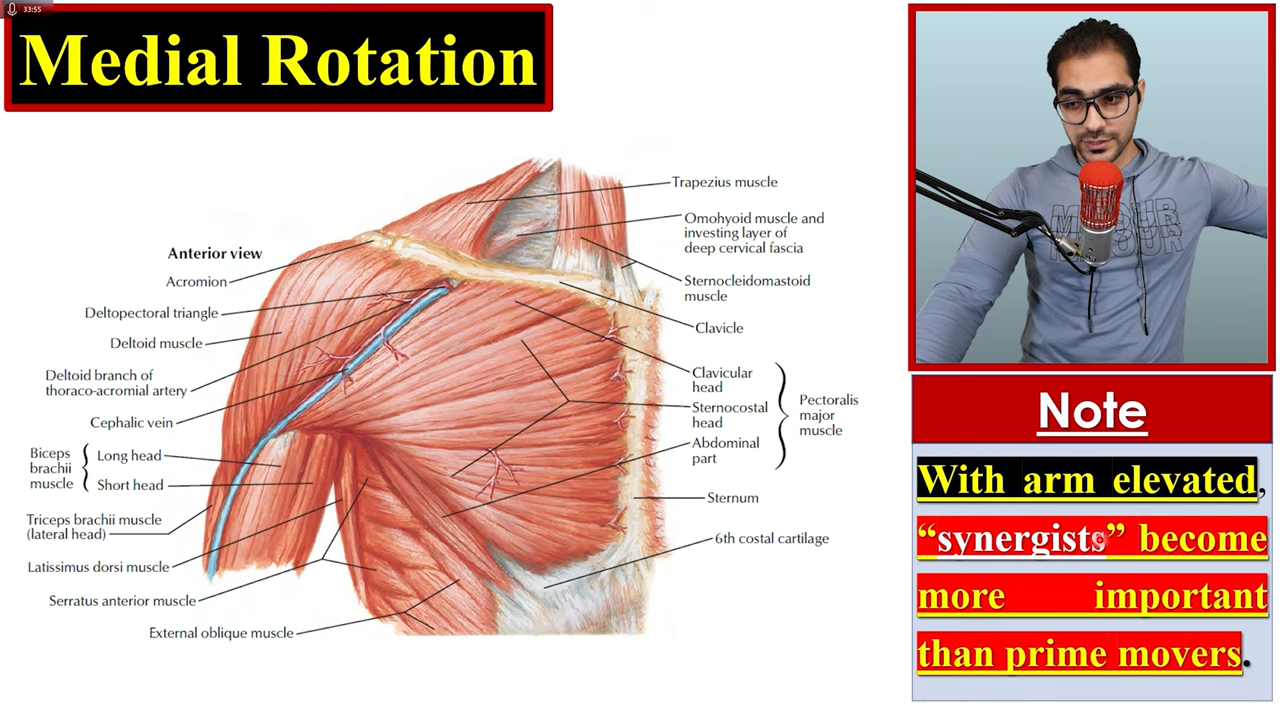 33:55
Medial Rotation
Trapezius muscle
Omohyoid muscle and
investing layer of
deep cervical fascia
Anterior view
Acromion
Sternocleidomastoid
muscle
Deltopectoral triangle
Clavicle
Deltoid muscle
Deltoid branch of
thoraco-acromial artery
Cephalic vein
Clavicular
head
Sternocostal
head
Abdominal
part
Pectoralis
major
muscle
Biceps
brachii
muscle
Long head
Short head
Sternum
Triceps brachii muscle
(lateral head)
6th costal cartilage
Latissimus dorsi muscle
Serratus anterior muscle
External oblique muscle
Note
With arm elevated,
“synergists” become
more important
than prime movers.